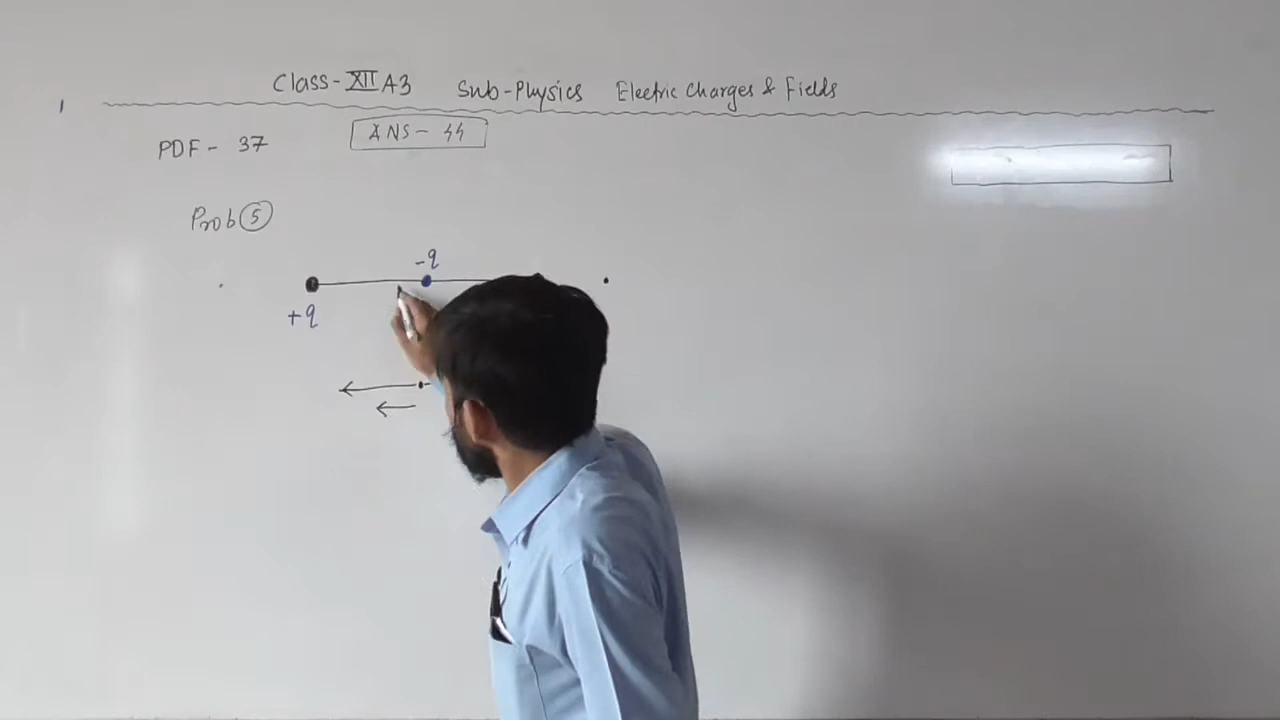 Class-XII A3 Sub-Physics Electric Charges & Fields
PDF - 37
ANS - 44
Prob 5
-q
+q